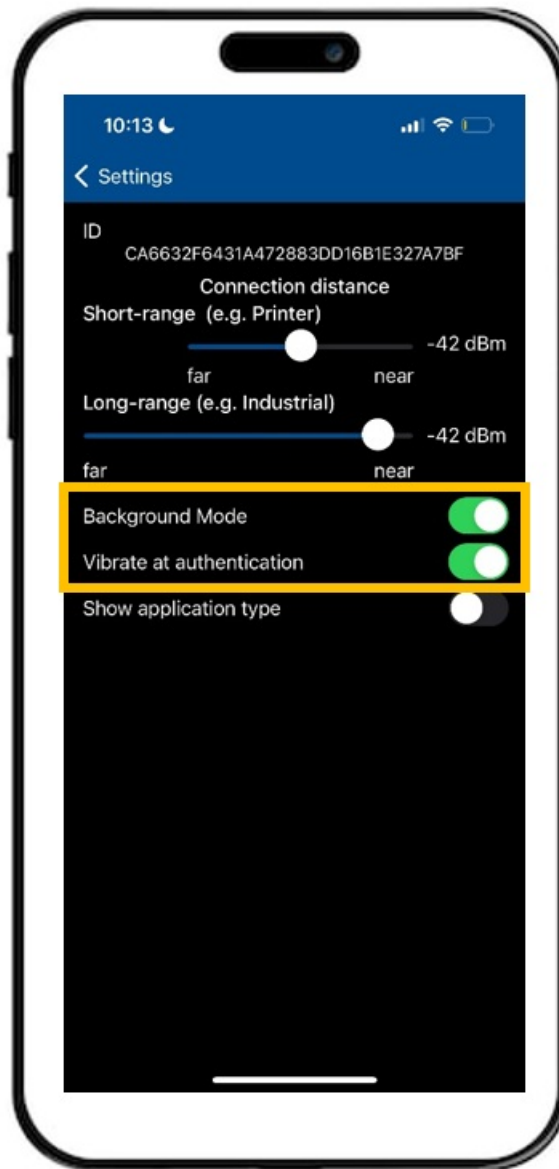 10:13
Settings
ID
CA6632F6431A472883DD16B1E327A7BF
Connection distance
Short-range (e.g. Printer)
-42 dBm
far near
Long-range (e.g. Industrial)
-42 dBm
far near
Background Mode
Vibrate at authentication
Show application type